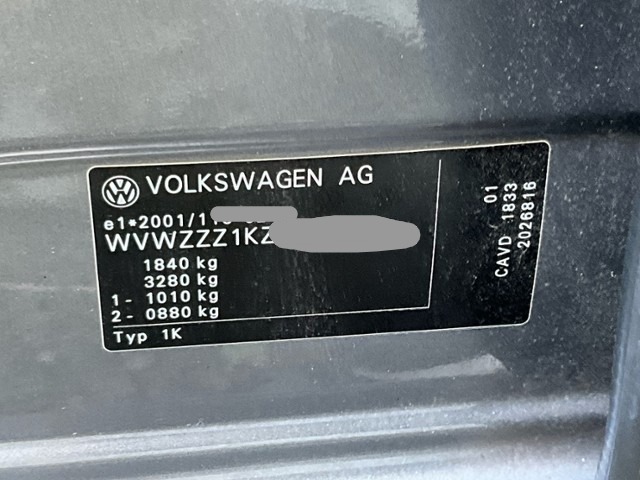 VOLKSWAGEN AG
e1*2001/11
WVWZZZ1KZ
1840 kg
3280 kg
1- 1010 kg
2- 0880 kg
Typ 1K
01
CAVD 1833
2026816